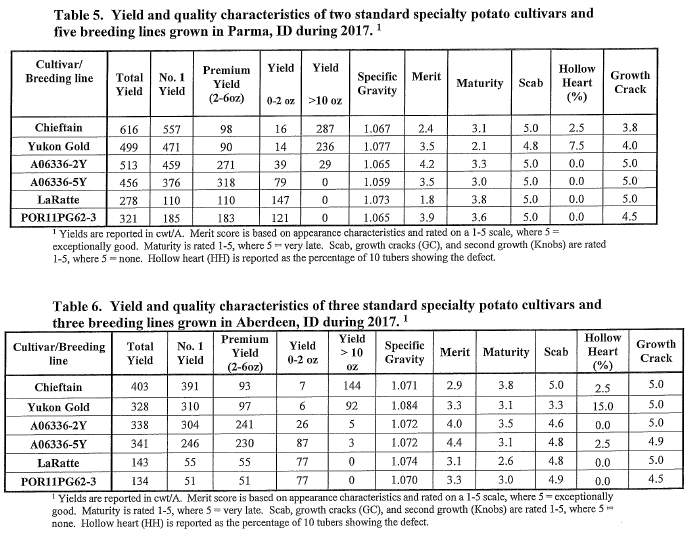 Table 5. Yield and quality characteristics of two standard specialty potato cultivars and
five breeding lines grown in Parma, ID during 2017. 1
Cultivar/ Breeding line Total Yield No. 1 Yield Premium Yield (2-6oz) Yield 0-2 oz Yield >10 oz Specific Gravity Merit Maturity Scab Hollow Heart (%) Growth Crack
Chieftain 616 557 98 16 287 1.067 2.4 3.1 5.0 2.5 3.8
Yukon Gold 499 471 90 14 236 1.077 3.5 2.1 4.8 7.5 4.0
A06336-2Y 513 459 271 39 29 1.065 4.2 3.3 5.0 0.0 5.0
A06336-5Y 456 376 318 79 0 1.059 3.5 3.0 5.0 0.0 5.0
LaRatte 278 110 110 147 0 1.073 1.8 3.8 5.0 0.0 5.0
POR11PG62-3 321 185 183 121 0 1.065 3.9 3.6 5.0 0.0 4.5
1 Yields are reported in cwt/A. Merit score is based on appearance characteristics and rated on a 1-5 scale, where 5 =
exceptionally good. Maturity is rated 1-5, where 5 = very late. Scab, growth cracks (GC), and second growth (Knobs) are rated
1-5, where 5 = none. Hollow heart (HH) is reported as the percentage of 10 tubers showing the defect.
Table 6. Yield and quality characteristics of three standard specialty potato cultivars and
three breeding lines grown in Aberdeen, ID during 2017. 1
Cultivar/Breeding line Total Yield No. 1 Yield Premium Yield (2-6oz) Yield 0-2 oz Yield > 10 oz Specific Gravity Merit Maturity Scab Hollow Heart (%) Growth Crack
Chieftain 403 391 93 7 144 1.071 2.9 3.8 5.0 2.5 5.0
Yukon Gold 328 310 97 6 92 1.084 3.3 3.1 3.3 15.0 5.0
A06336-2Y 338 304 241 26 5 1.072 4.0 3.5 4.6 0.0 5.0
A06336-5Y 341 246 230 87 3 1.072 4.4 3.1 4.8 2.5 4.9
LaRatte 143 55 55 77 0 1.074 3.1 2.6 4.8 0.0 5.0
POR11PG62-3 134 51 51 77 0 1.070 3.3 3.0 4.9 0.0 4.5
1 Yields are reported in cwt/A. Merit score is based on appearance characteristics and rated on a 1-5 scale, where 5 = exceptionally
good. Maturity is rated 1-5, where 5 = very late. Scab, growth cracks (GC), and second growth (Knobs) are rated 1-5, where 5 =
none. Hollow heart (HH) is reported as the percentage of 10 tubers showing the defect.